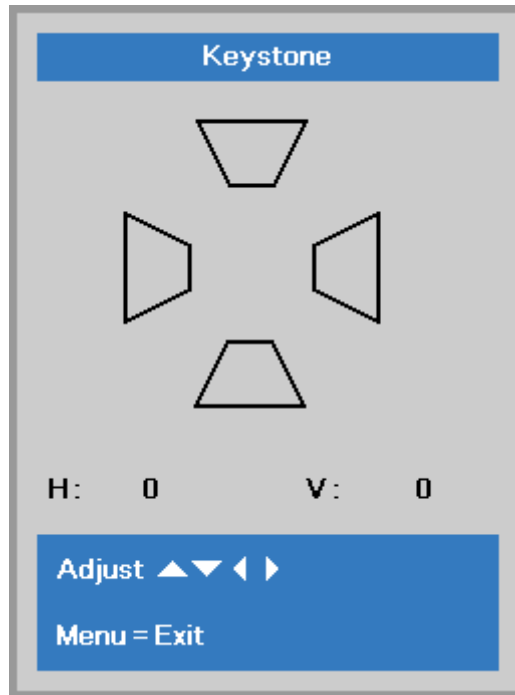 Keystone
H: 0 V: 0
Adjust ▲▼◀▶
Menu = Exit